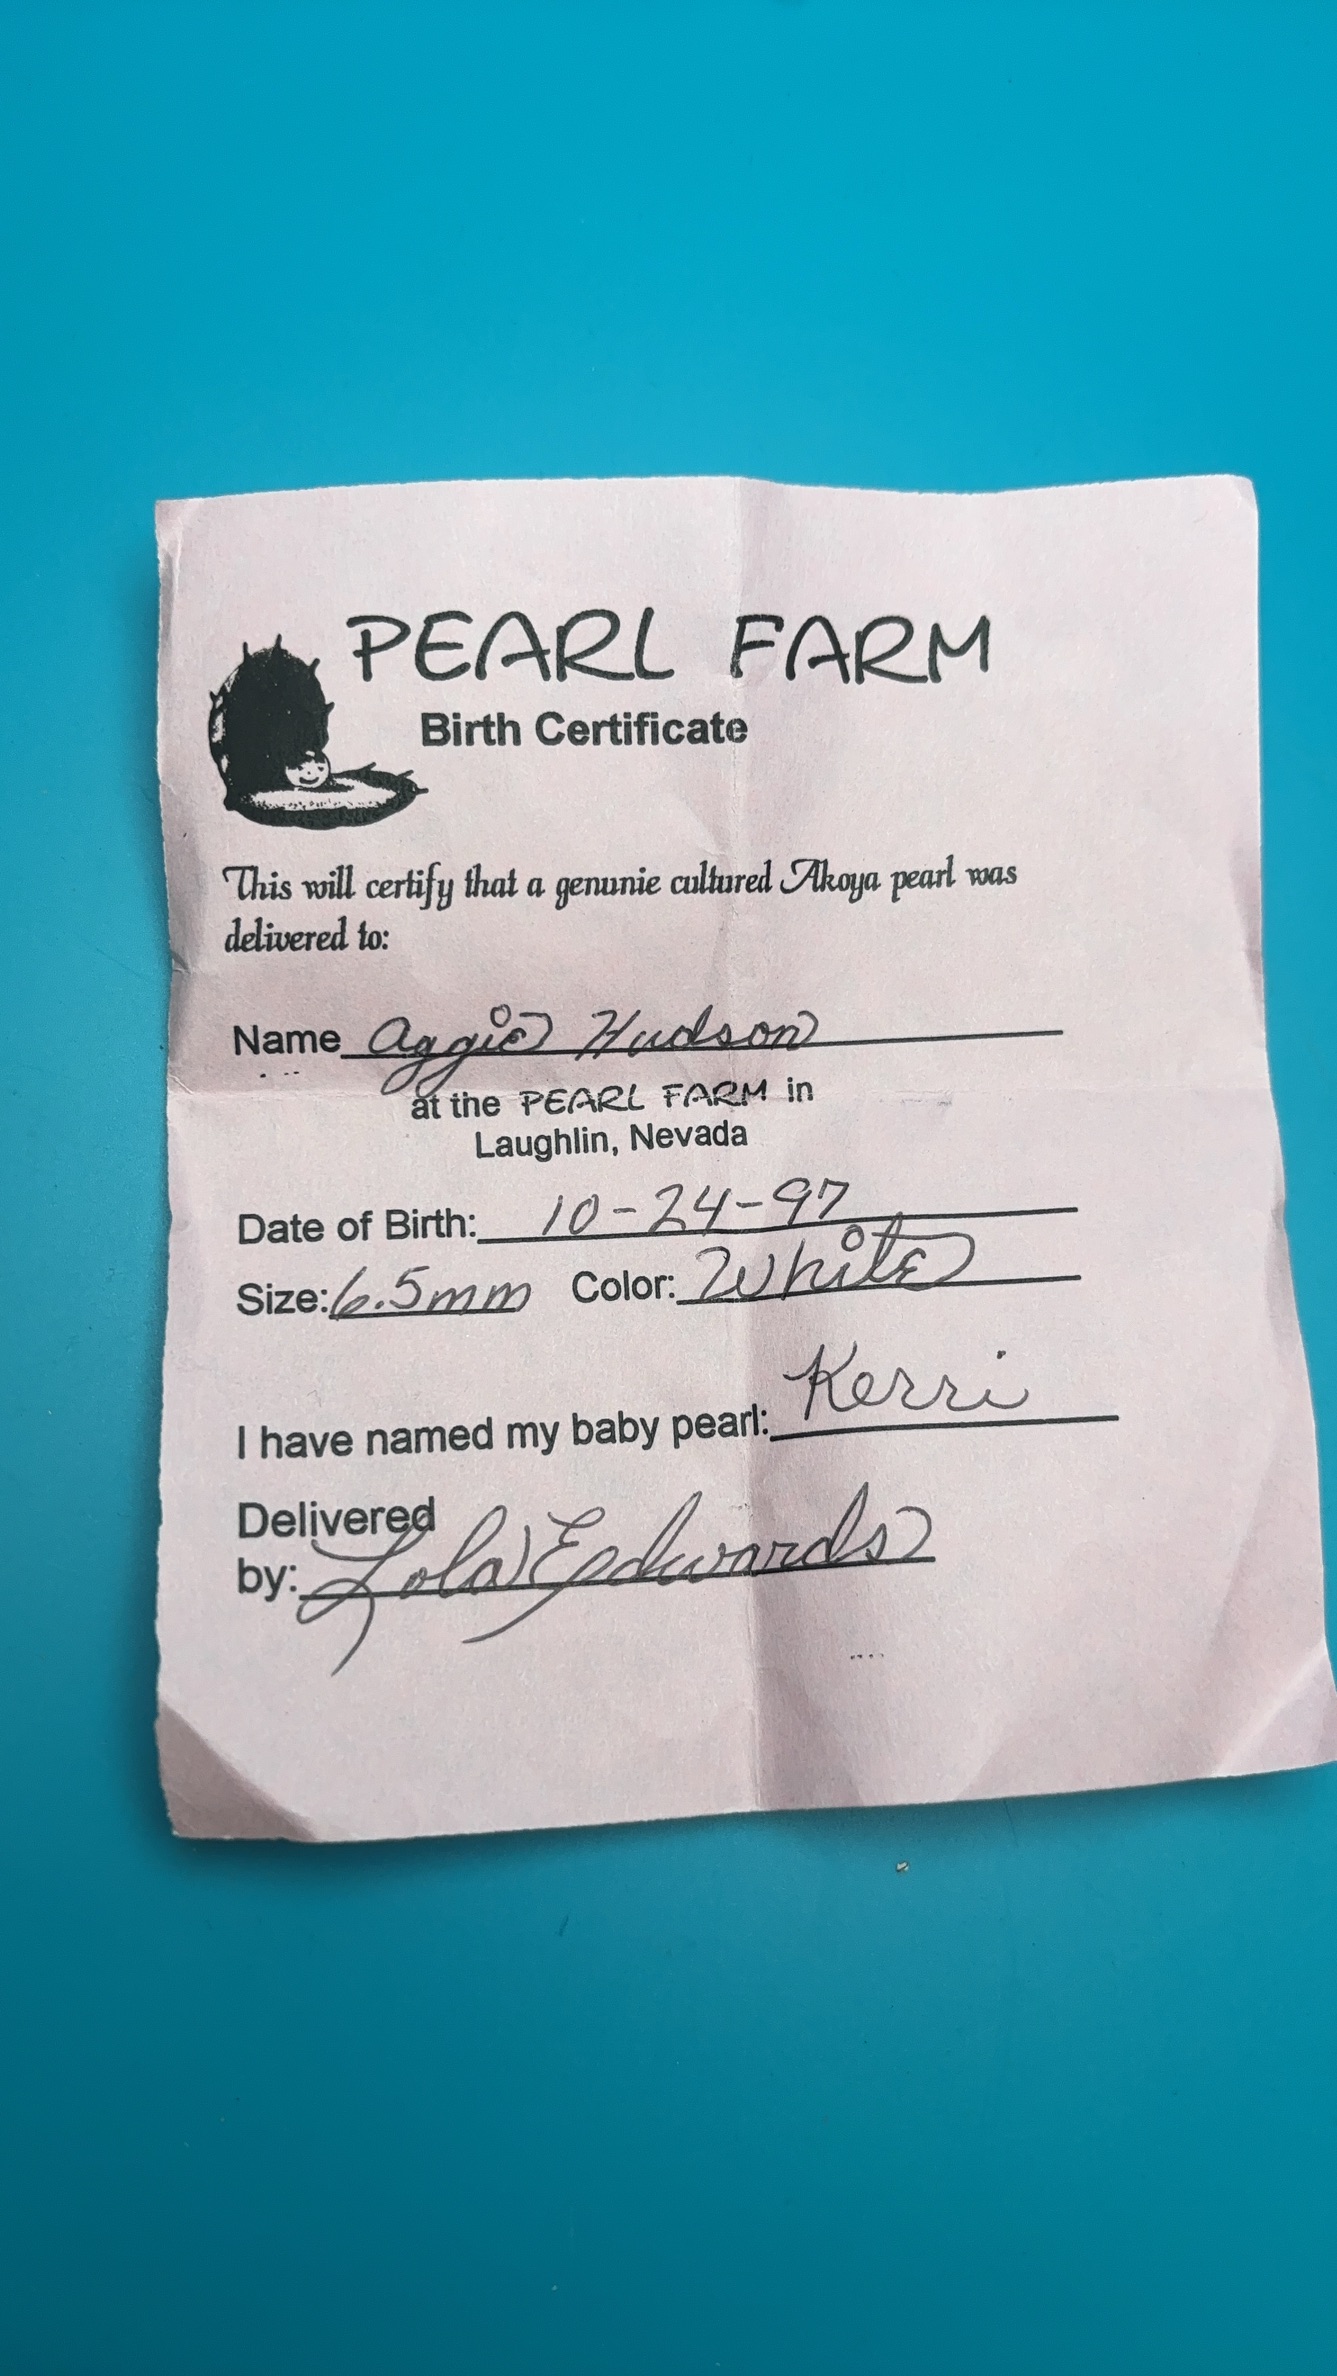 PEARL FARM
Birth Certificate
This will certify that a genunie cultured Akoya pearl was
delivered to:
Name Aggie Hudson
at the PEARL FARM in
Laughlin, Nevada
Date of Birth: 10-24-97
Size: 6.5mm Color: White
I have named my baby pearl: Kerri
Delivered
by: Lola Edwards